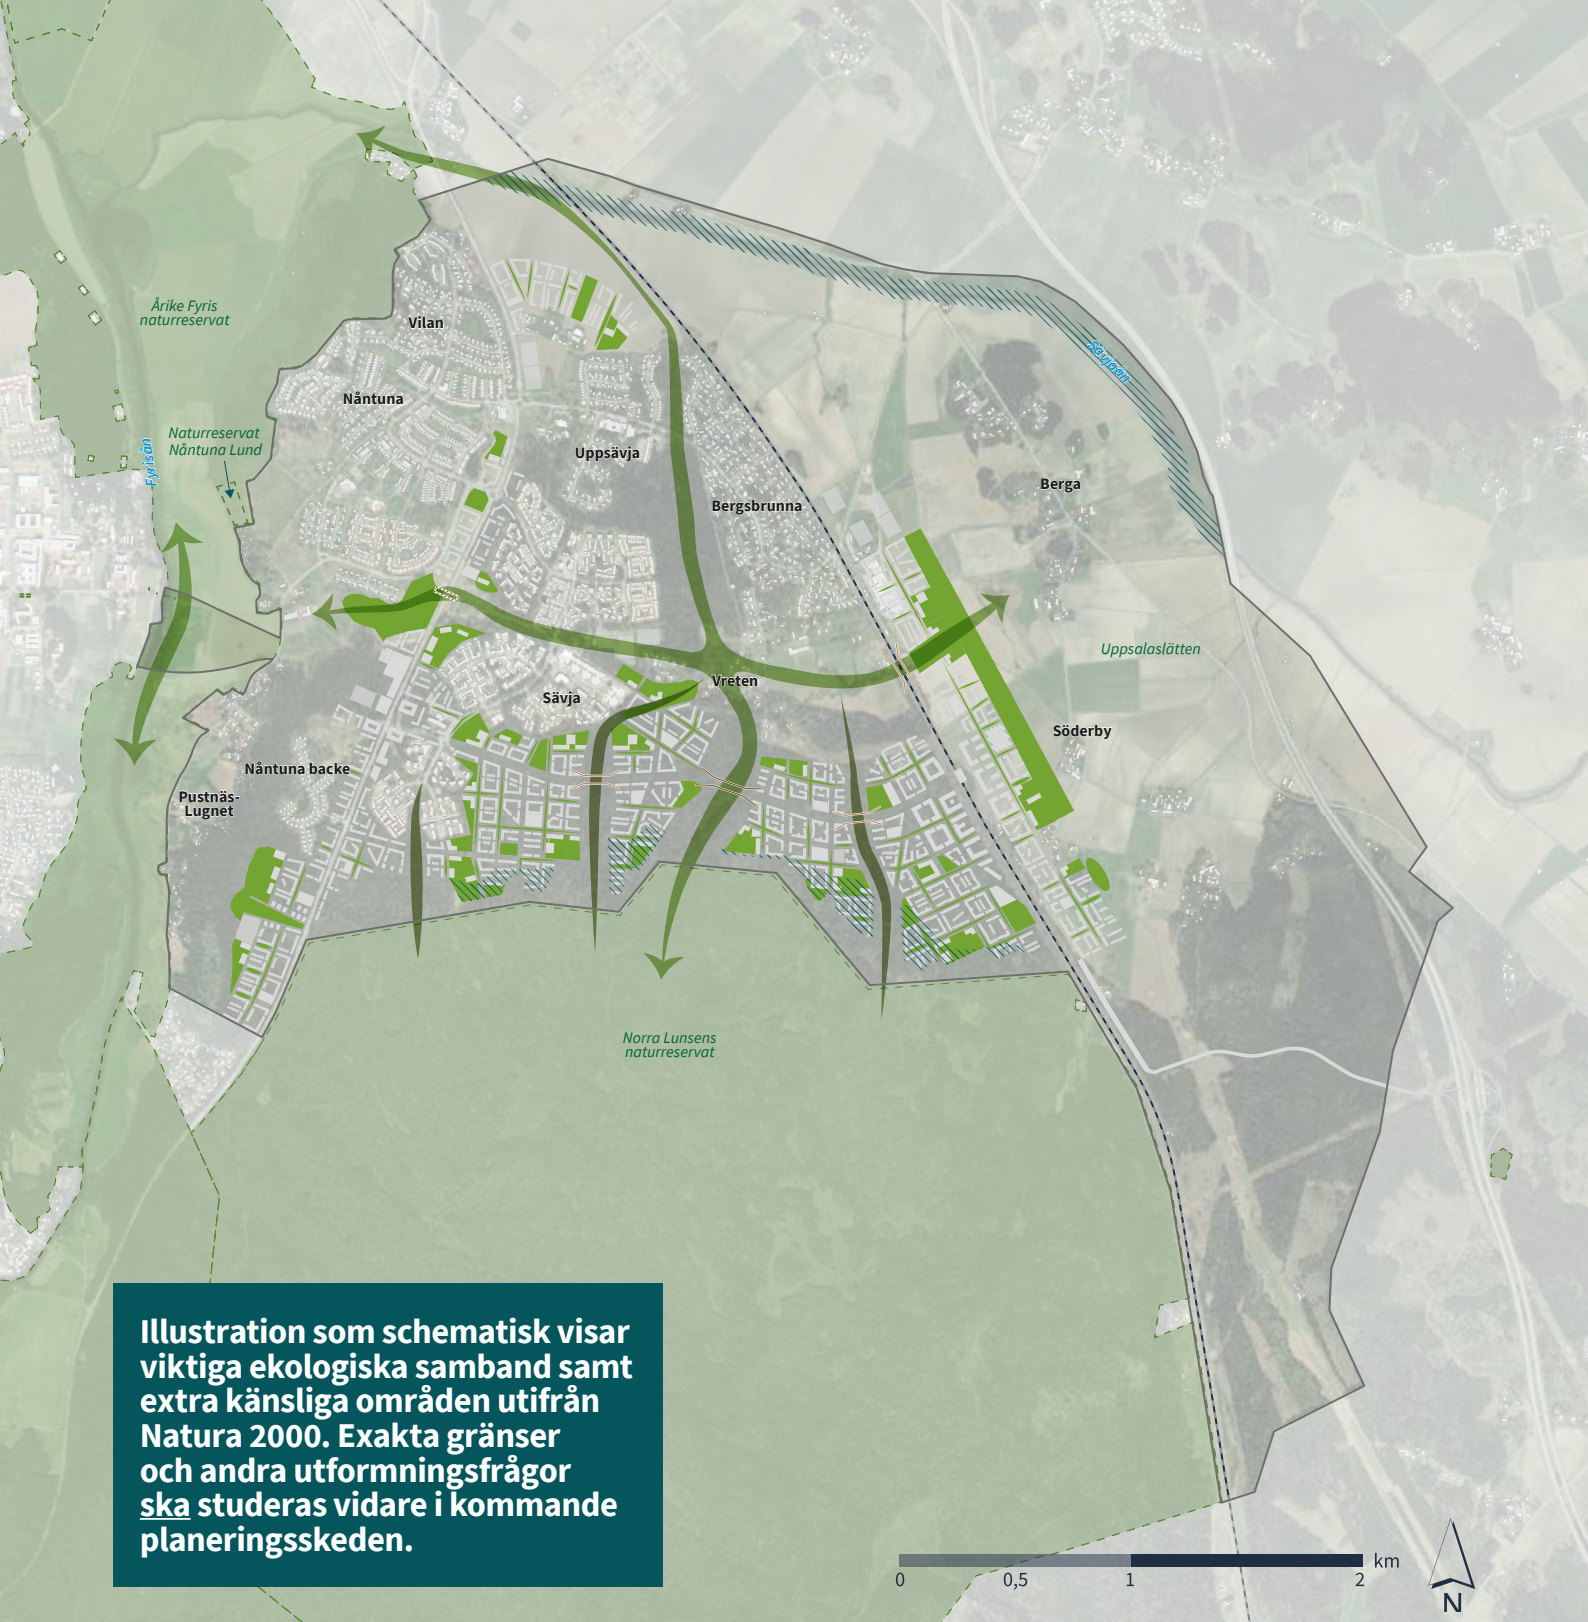 Årike Fyris
naturreservat
Vilan
Sävjaån
Nåntuna
Naturreservat
Nåntuna Lund
Fyrisån
Uppsävja
Berga
Bergsbrunna
Uppsalaslätten
Vreten
Sävja
Söderby
Nåntuna backe
Pustnäs-
Lugnet
Norra Lunsens
naturreservat
Illustration som schematisk visar
viktiga ekologiska samband samt
extra känsliga områden utifrån
Natura 2000. Exakta gränser
och andra utformningsfrågor
ska studeras vidare i kommande
planeringsskeden.
km
0 0,5 1 2
N